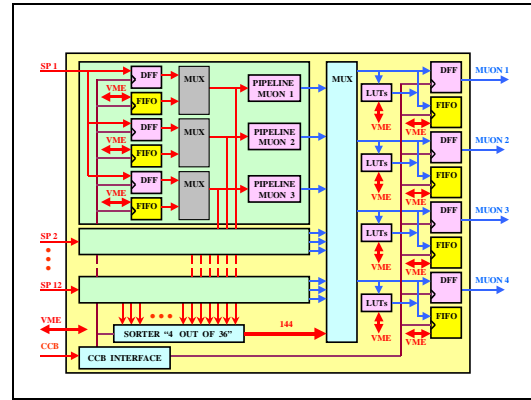 SP 1
VME
DFF
MUX
PIPELINE
MUON 1
FIFO
VME
DFF
MUX
PIPELINE
MUON 2
FIFO
VME
DFF
MUX
PIPELINE
MUON 3
FIFO
SP 2
SP 12
VME
SORTER “4 OUT OF 36”
144
CCB
CCB INTERFACE
MUX
LUTs
VME
DFF
MUON 1
VME
FIFO
LUTs
VME
DFF
MUON 2
VME
FIFO
LUTs
VME
DFF
MUON 3
VME
FIFO
LUTs
VME
DFF
MUON 4
VME
FIFO